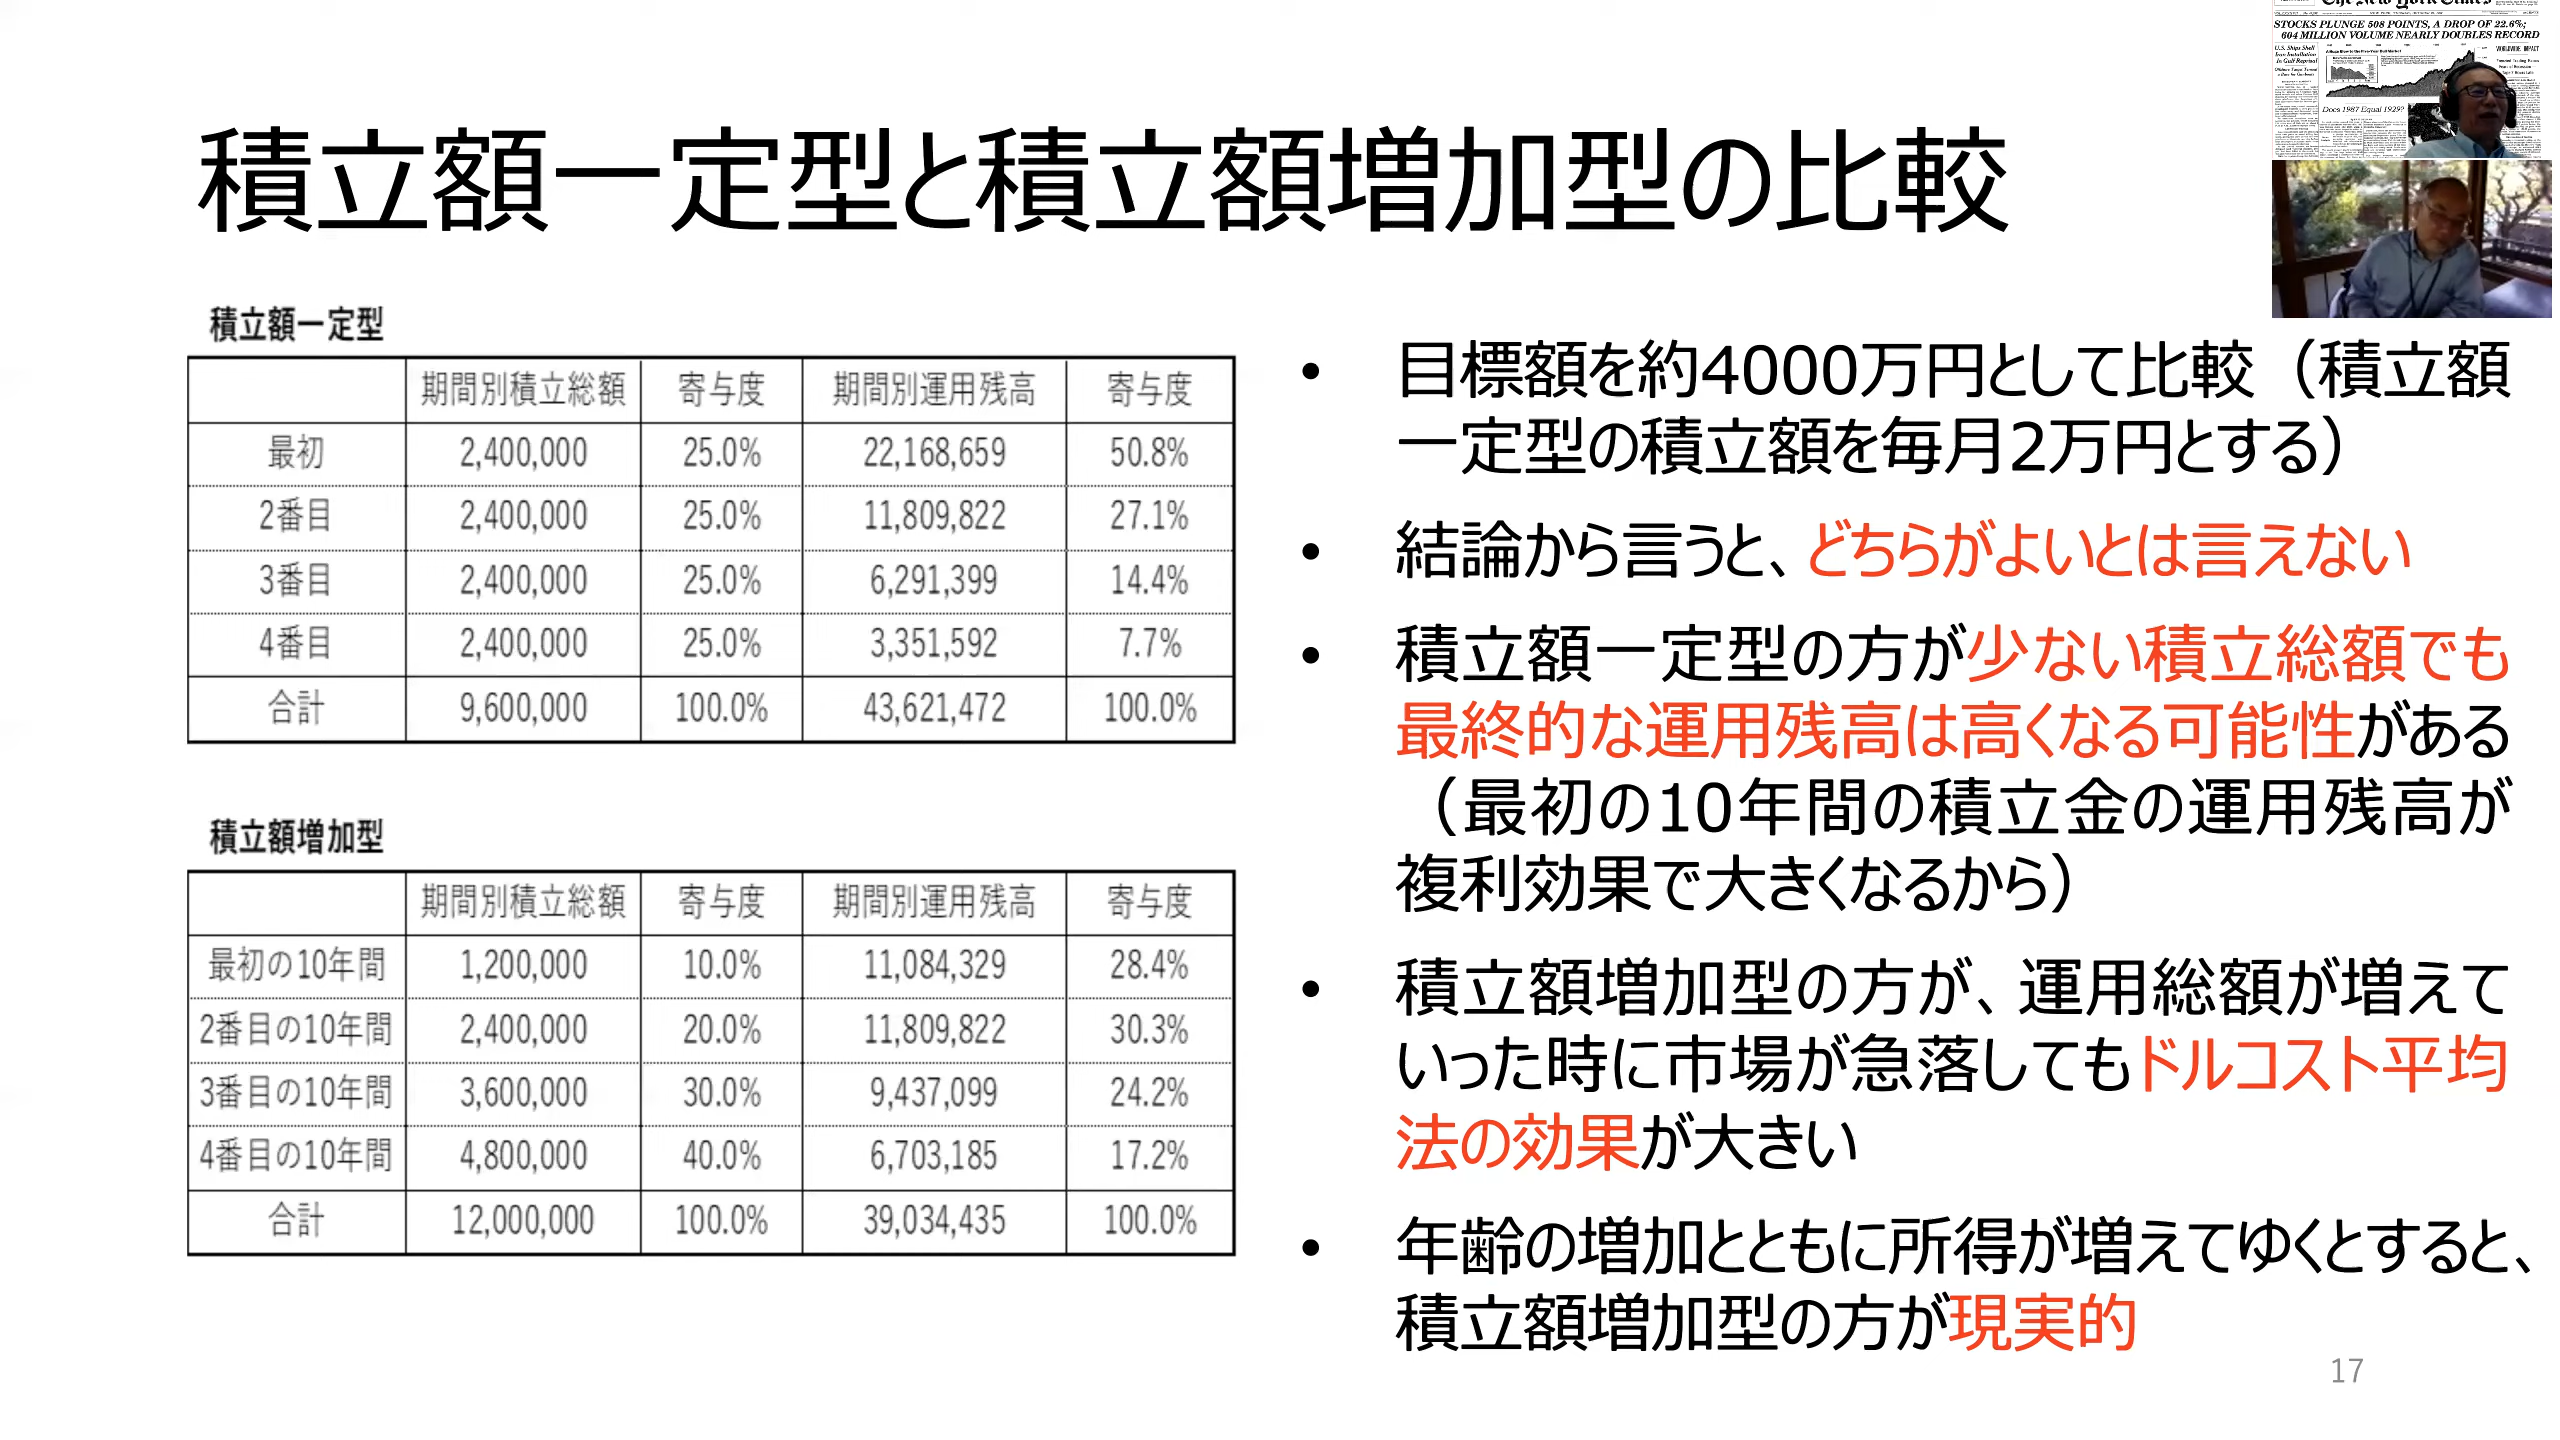 The New York Times
STOCKS PLUNGE 508 POINTS, A DROP OF 22.6%;
604 MILLION VOLUME NEARLY DOUBLES RECORD
U.S. Ships Shell
Iran Installation
In Gulf Reprisal
WORLDWIDE IMPACT
Does 1987 Equal 1929?
積立額一定型と積立額増加型の比較
積立額一定型
期間別積立総額 寄与度 期間別運用残高 寄与度
最初 2,400,000 25.0% 22,168,659 50.8%
2番目 2,400,000 25.0% 11,809,822 27.1%
3番目 2,400,000 25.0% 6,291,399 14.4%
4番目 2,400,000 25.0% 3,351,592 7.7%
合計 9,600,000 100.0% 43,621,472 100.0%
積立額増加型
期間別積立総額 寄与度 期間別運用残高 寄与度
最初の10年間 1,200,000 10.0% 11,084,329 28.4%
2番目の10年間 2,400,000 20.0% 11,809,822 30.3%
3番目の10年間 3,600,000 30.0% 9,437,099 24.2%
4番目の10年間 4,800,000 40.0% 6,703,185 17.2%
合計 12,000,000 100.0% 39,034,435 100.0%
• 目標額を約4000万円として比較（積立額
一定型の積立額を毎月2万円とする）
• 結論から言うと、どちらがよいとは言えない
• 積立額一定型の方が少ない積立総額でも
最終的な運用残高は高くなる可能性がある
（最初の10年間の積立金の運用残高が
複利効果で大きくなるから）
• 積立額増加型の方が、運用総額が増えて
いった時に市場が急落してもドルコスト平均
法の効果が大きい
• 年齢の増加とともに所得が増えてゆくとすると、
積立額増加型の方が現実的
17